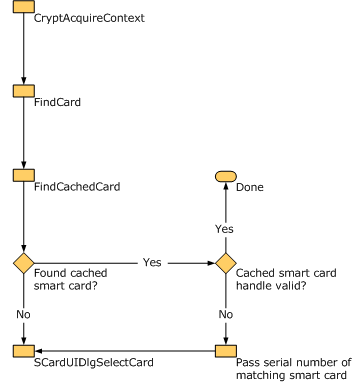 CryptAcquireContext
FindCard
FindCachedCard
Done
Yes
Yes
Found cached
smart card?
Cached smart card
handle valid?
No
No
SCardUIDlgSelectCard
Pass serial number of
matching smart card